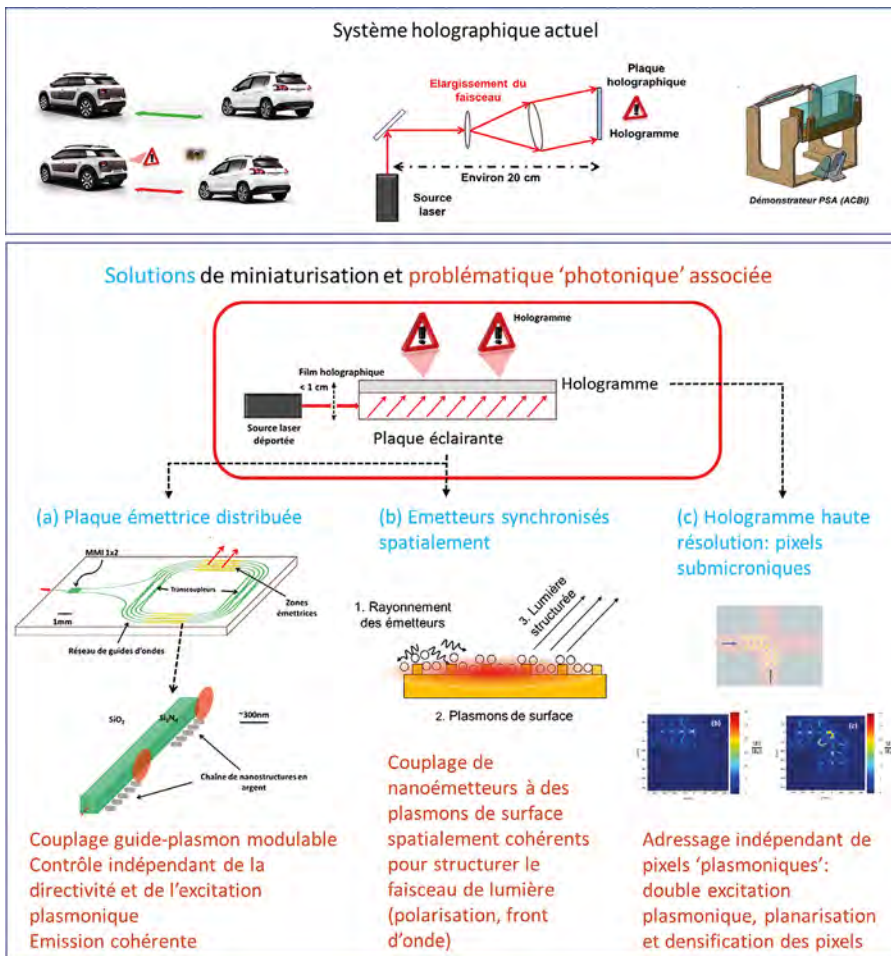 Système holographique actuel
Elargissement du
faisceau
Plaque
holographique
Hologramme
Environ 20 cm
Source
laser
Démonstrateur PSA (ACBI)
Solutions de miniaturisation et problématique ‘photonique’ associée
Hologramme
Film holographique
< 1 cm
Hologramme
Source laser
déportée
Plaque éclairante
(a) Plaque émettrice distribuée
MMI 1x2
Transcoupleurs
Zones
émettrices
1mm
Réseau de guides d’ondes
SiO2
Si3N4
~300nm
Chaîne de nanostructures en
argent
Couplage guide-plasmon modulable
Contrôle indépendant de la
directivité et de l’excitation
plasmonique
Emission cohérente
(b) Emetteurs synchronisés
spatialement
1. Rayonnement
des émetteurs
3. Lumière
structurée
2. Plasmons de surface
Couplage de
nanoémetteurs à des
plasmons de surface
spatialement cohérents
pour structurer le
faisceau de lumière
(polarisation, front
d’onde)
(c) Hologramme haute
résolution: pixels
submicroniques
(b)
(c)
Adressage indépendant de
pixels ‘plasmoniques’:
double excitation
plasmonique, planarisation
et densification des pixels